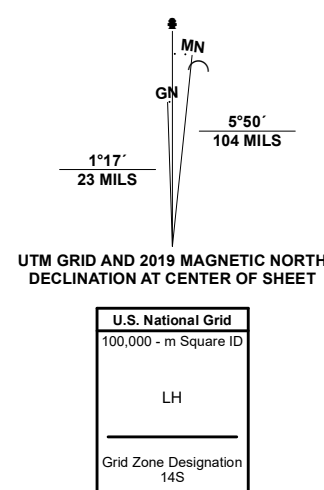 MN
GN
5°50´
104 MILS
1°17´
23 MILS
UTM GRID AND 2019 MAGNETIC NORTH
DECLINATION AT CENTER OF SHEET
U.S. National Grid
100,000 - m Square ID
LH
Grid Zone Designation
14S